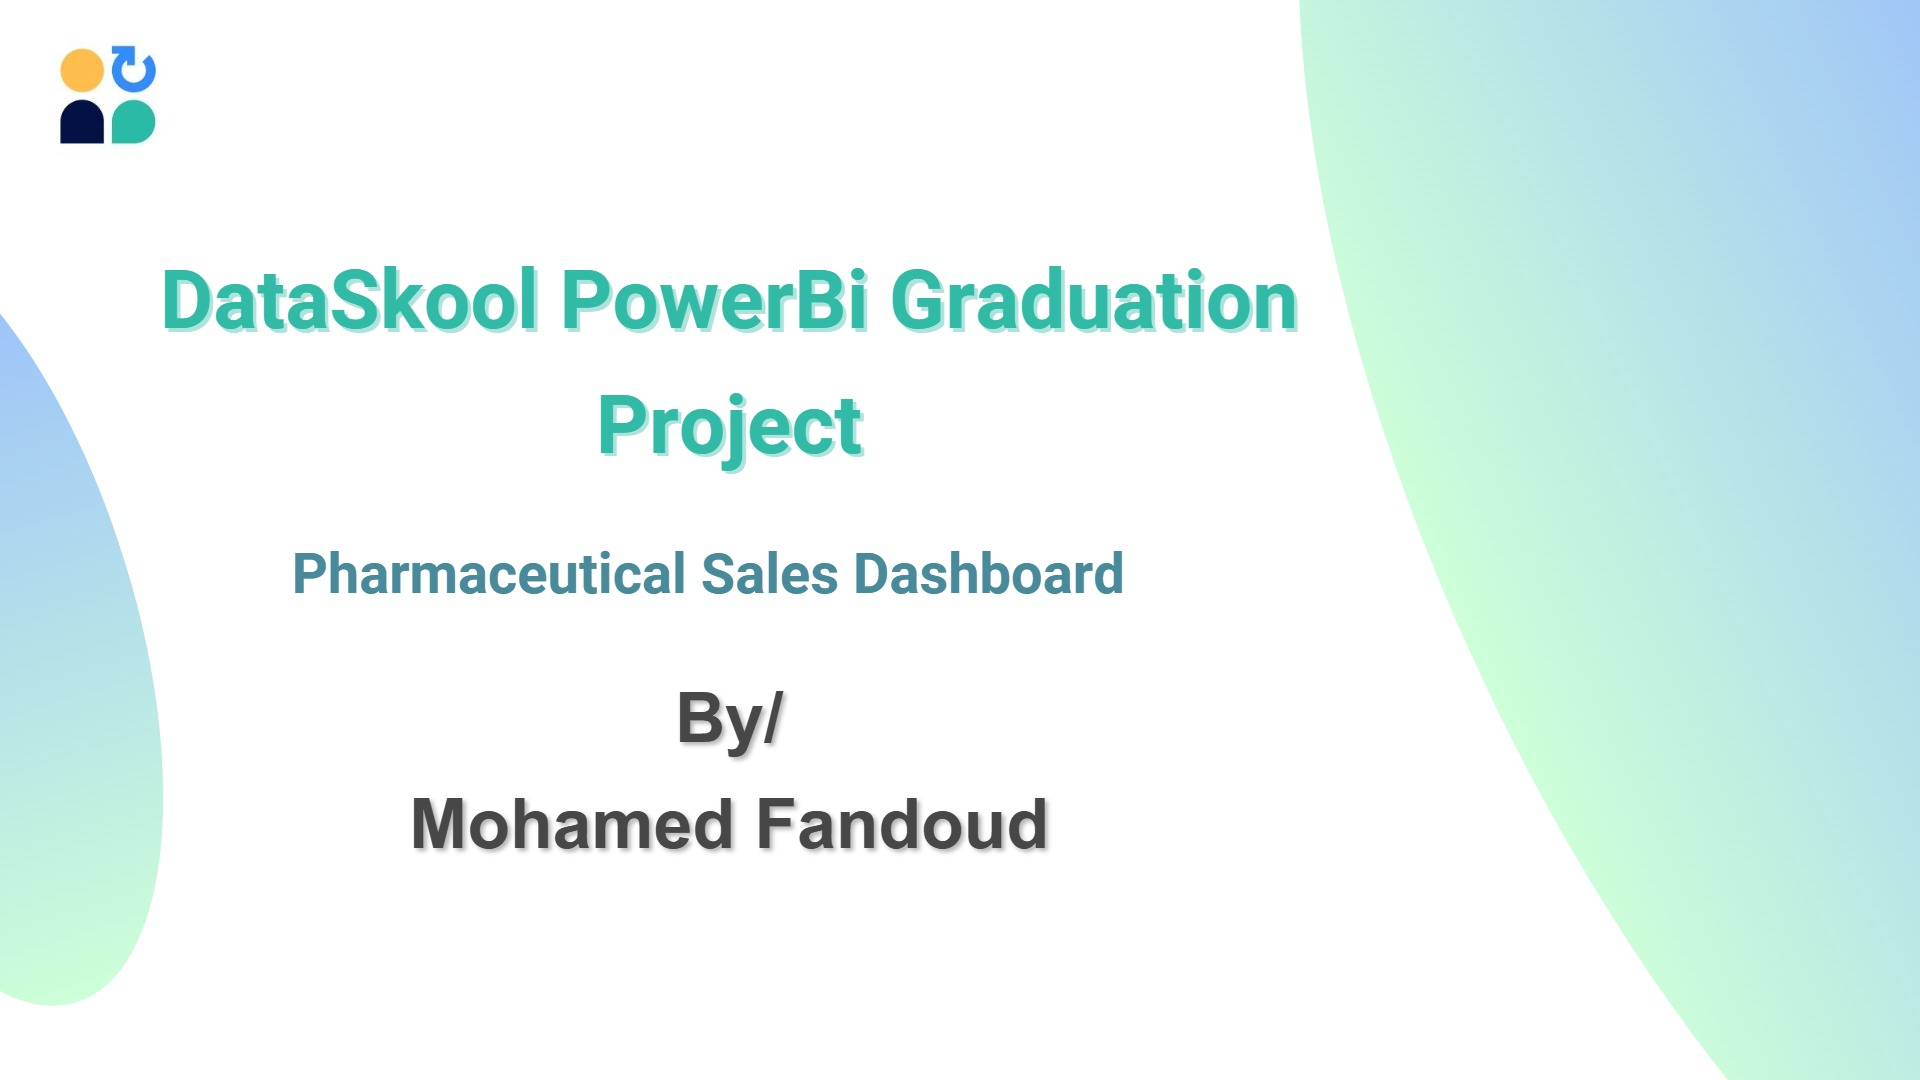 DataSkool PowerBi Graduation
Project
Pharmaceutical Sales Dashboard
By/
Mohamed Fandoud